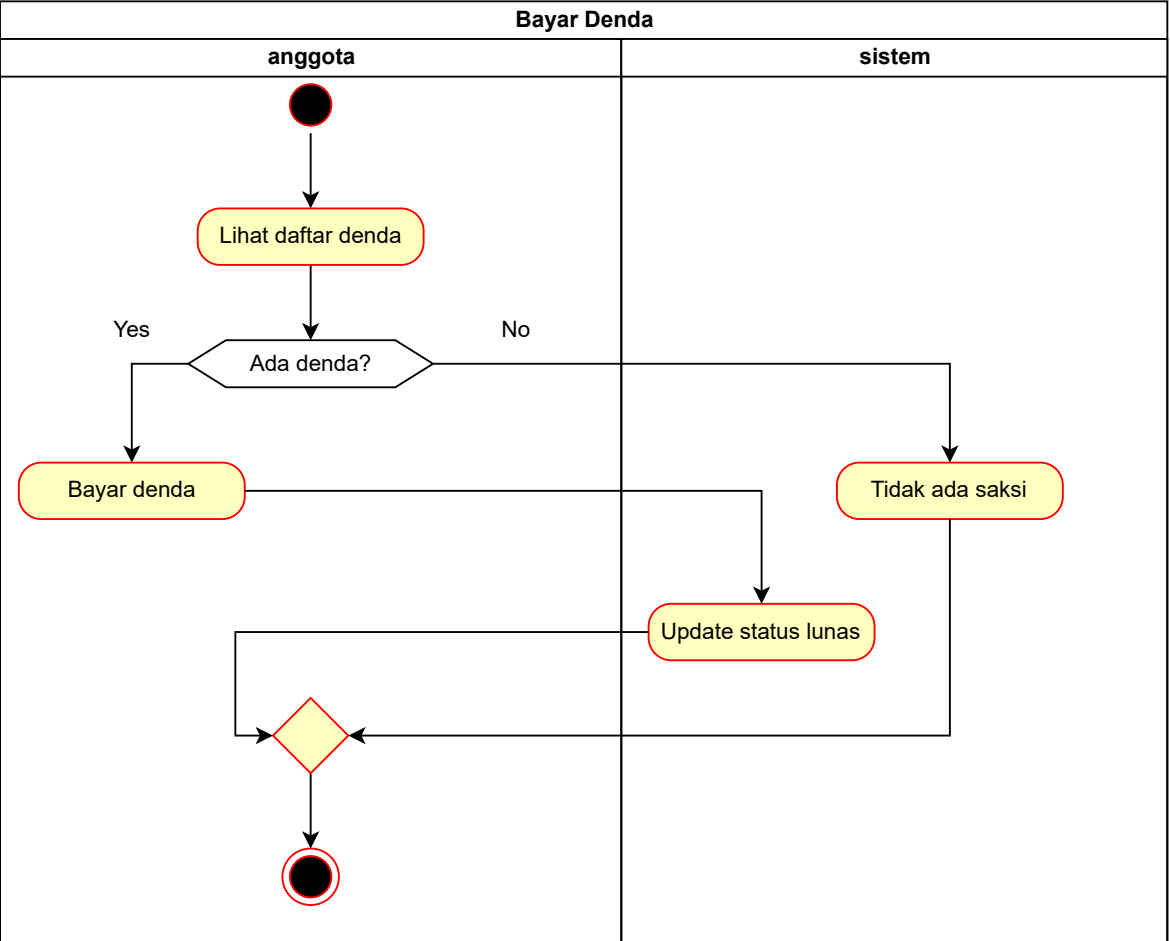 Bayar Denda
anggota
sistem
Lihat daftar denda
Yes
No
Ada denda?
Bayar denda
Tidak ada saksi
Update status lunas